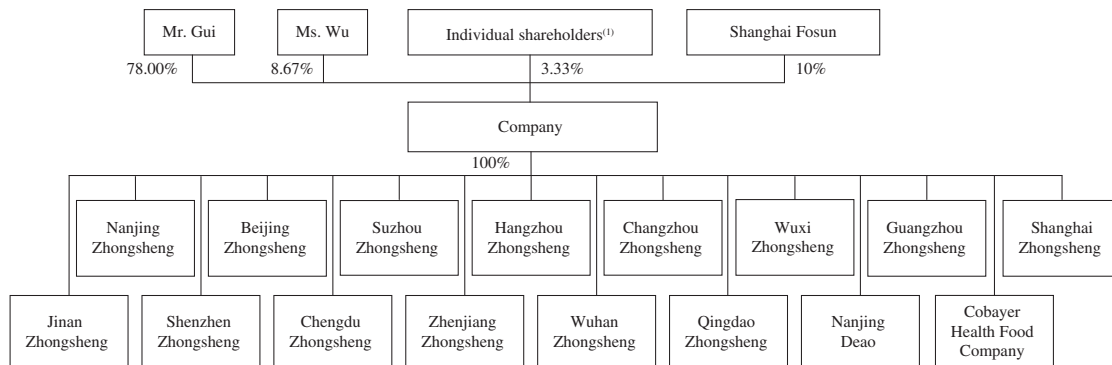 Mr. Gui
Ms. Wu
Individual shareholders(1)
Shanghai Fosun
78.00%
8.67%
3.33%
10%
Company
100%
Nanjing
Zhongsheng
Beijing
Zhongsheng
Suzhou
Zhongsheng
Hangzhou
Zhongsheng
Changzhou
Zhongsheng
Wuxi
Zhongsheng
Guangzhou
Zhongsheng
Shanghai
Zhongsheng
Jinan
Zhongsheng
Shenzhen
Zhongsheng
Chengdu
Zhongsheng
Zhenjiang
Zhongsheng
Wuhan
Zhongsheng
Qingdao
Zhongsheng
Nanjing
Deao
Cobayer
Health Food
Company